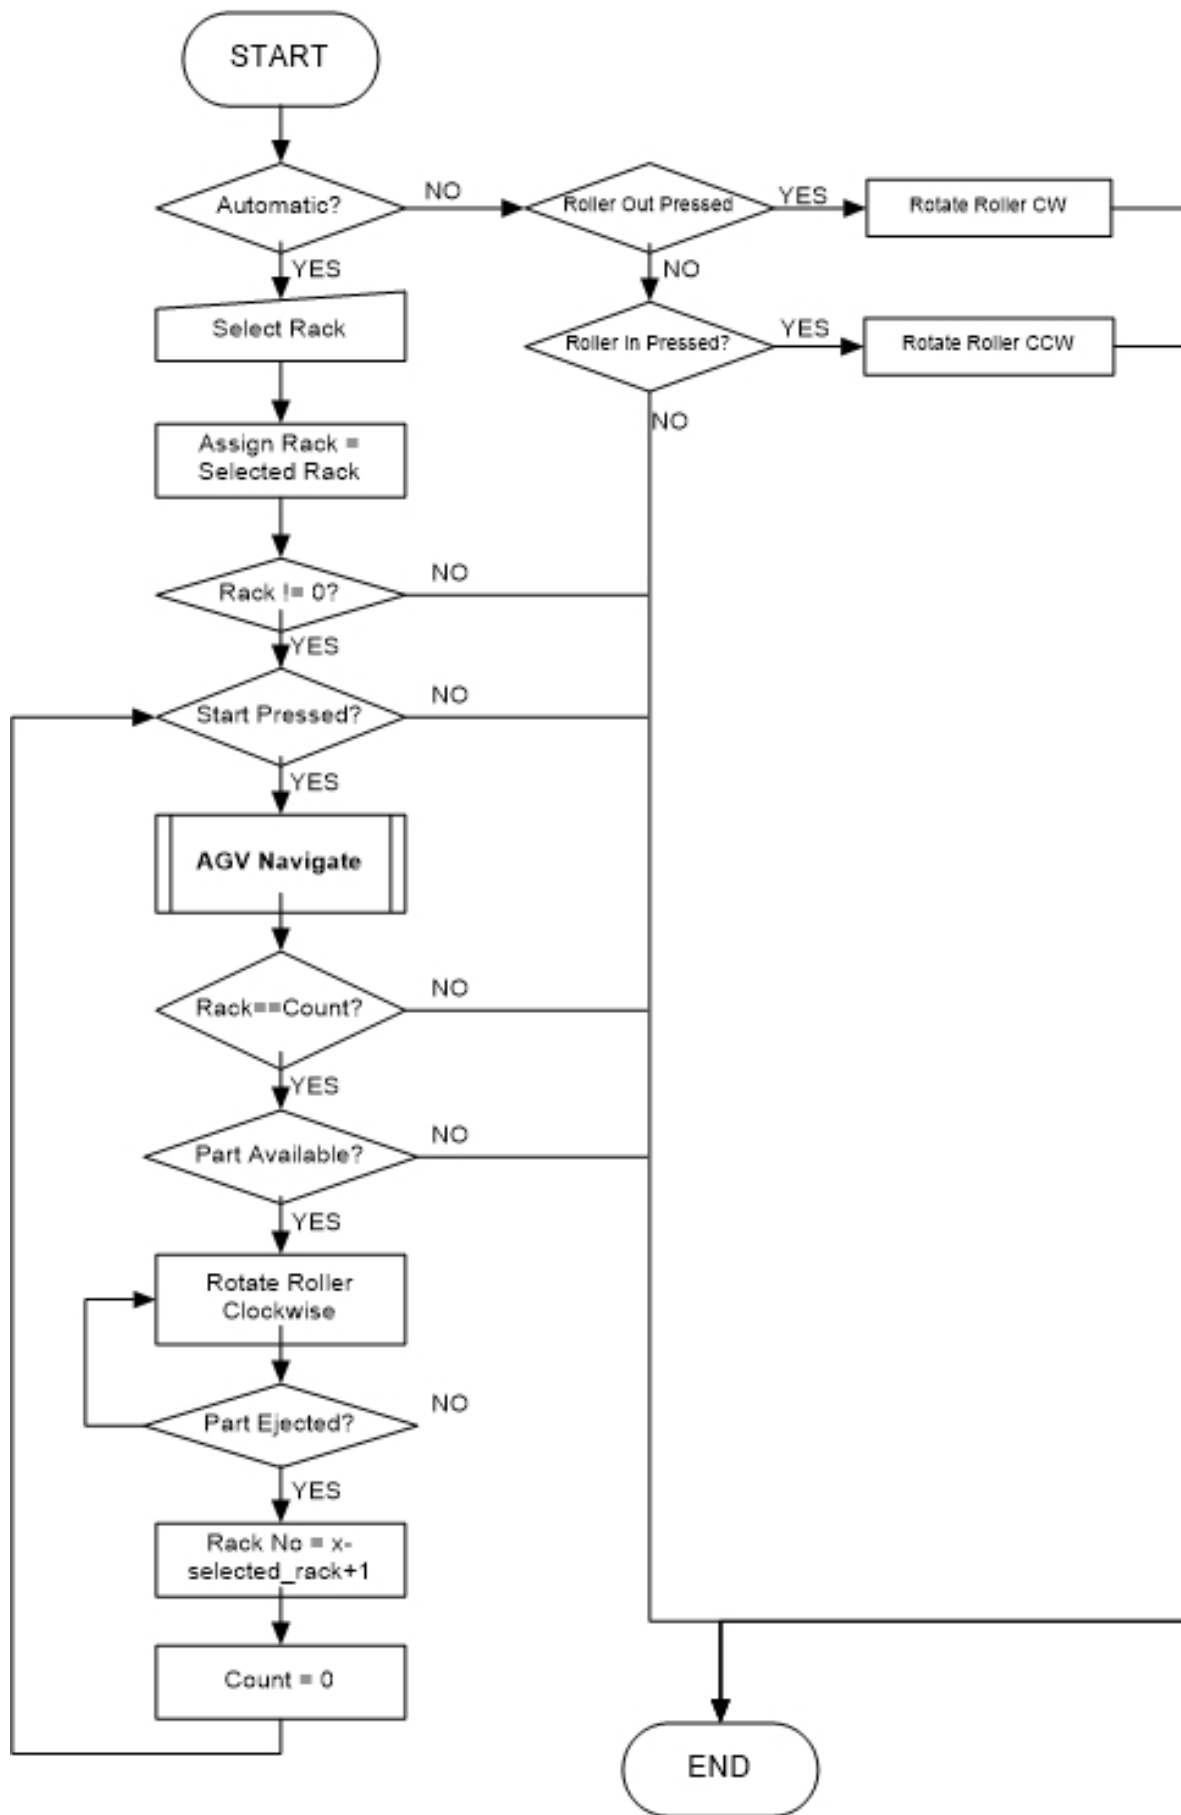 START
Automatic?
NO
Roller Out Pressed
YES
Rotate Roller CW
YES
NO
Select Rack
Roller In Pressed?
YES
Rotate Roller CCW
NO
Assign Rack =
Selected Rack
Rack != 0?
NO
YES
Start Pressed?
NO
YES
AGV Navigate
Rack==Count?
NO
YES
Part Available?
NO
YES
Rotate Roller
Clockwise
Part Ejected?
NO
YES
Rack No = x-
selected_rack+1
Count = 0
END